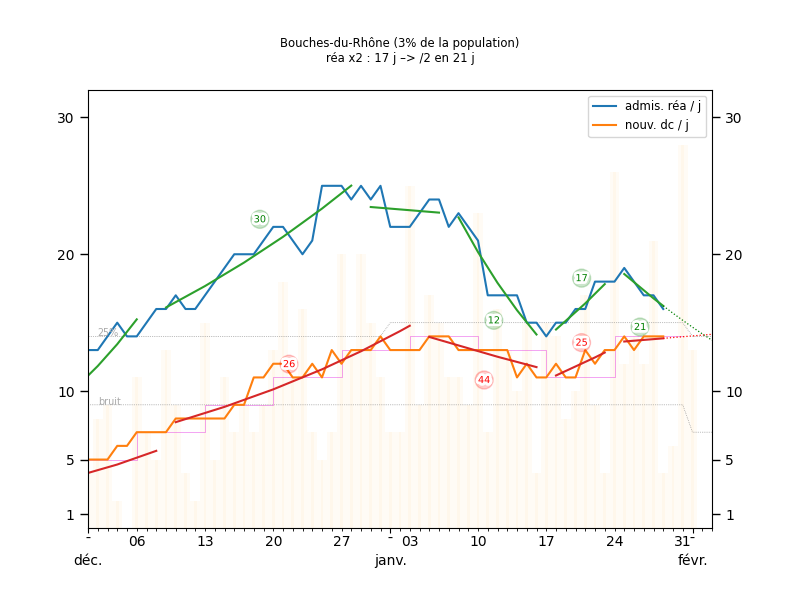 Bouches-du-Rhône (3% de la population)
réa x2 : 17 j –> /2 en 21 j
admis. réa / j
nouv. dc / j
30
30
20
20
10
10
5
5
1
1
25%
bruit
30
26
12
44
17
25
21
- 06 13 20 27 - 03 10 17 24 31 -
déc. janv. févr.